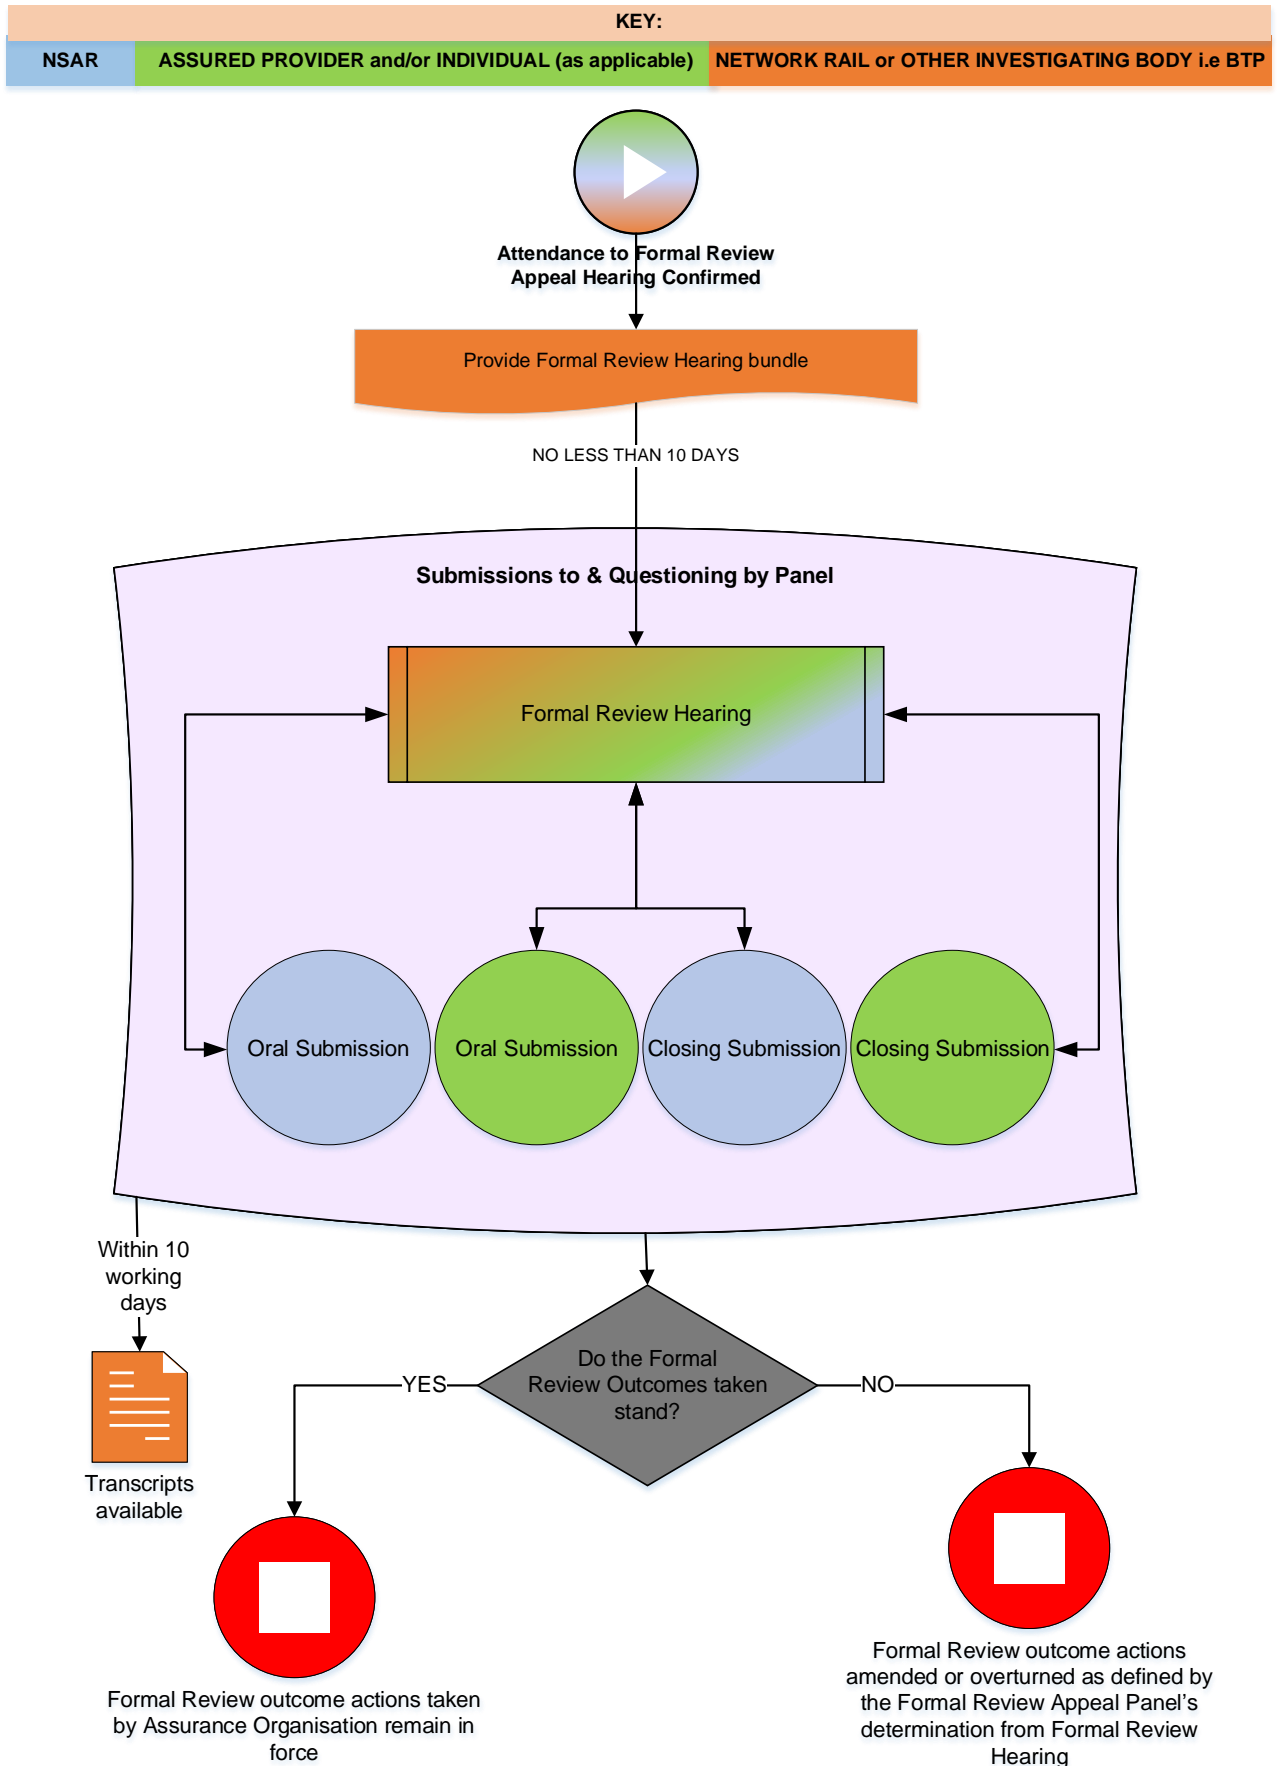 KEY:
NSAR
ASSURED PROVIDER and/or INDIVIDUAL (as applicable)
NETWORK RAIL or OTHER INVESTIGATING BODY i.e BTP
Attendance to Formal Review
Appeal Hearing Confirmed
Provide Formal Review Hearing bundle
NO LESS THAN 10 DAYS
Submissions to & Questioning by Panel
Formal Review Hearing
Oral Submission
Oral Submission
Closing Submission
Closing Submission
Within 10
working
days
Transcripts
available
Do the Formal
Review Outcomes taken
stand?
YES
NO
Formal Review outcome actions taken
by Assurance Organisation remain in
force
Formal Review outcome actions
amended or overturned as defined by
the Formal Review Appeal Panel’s
determination from Formal Review
Hearing